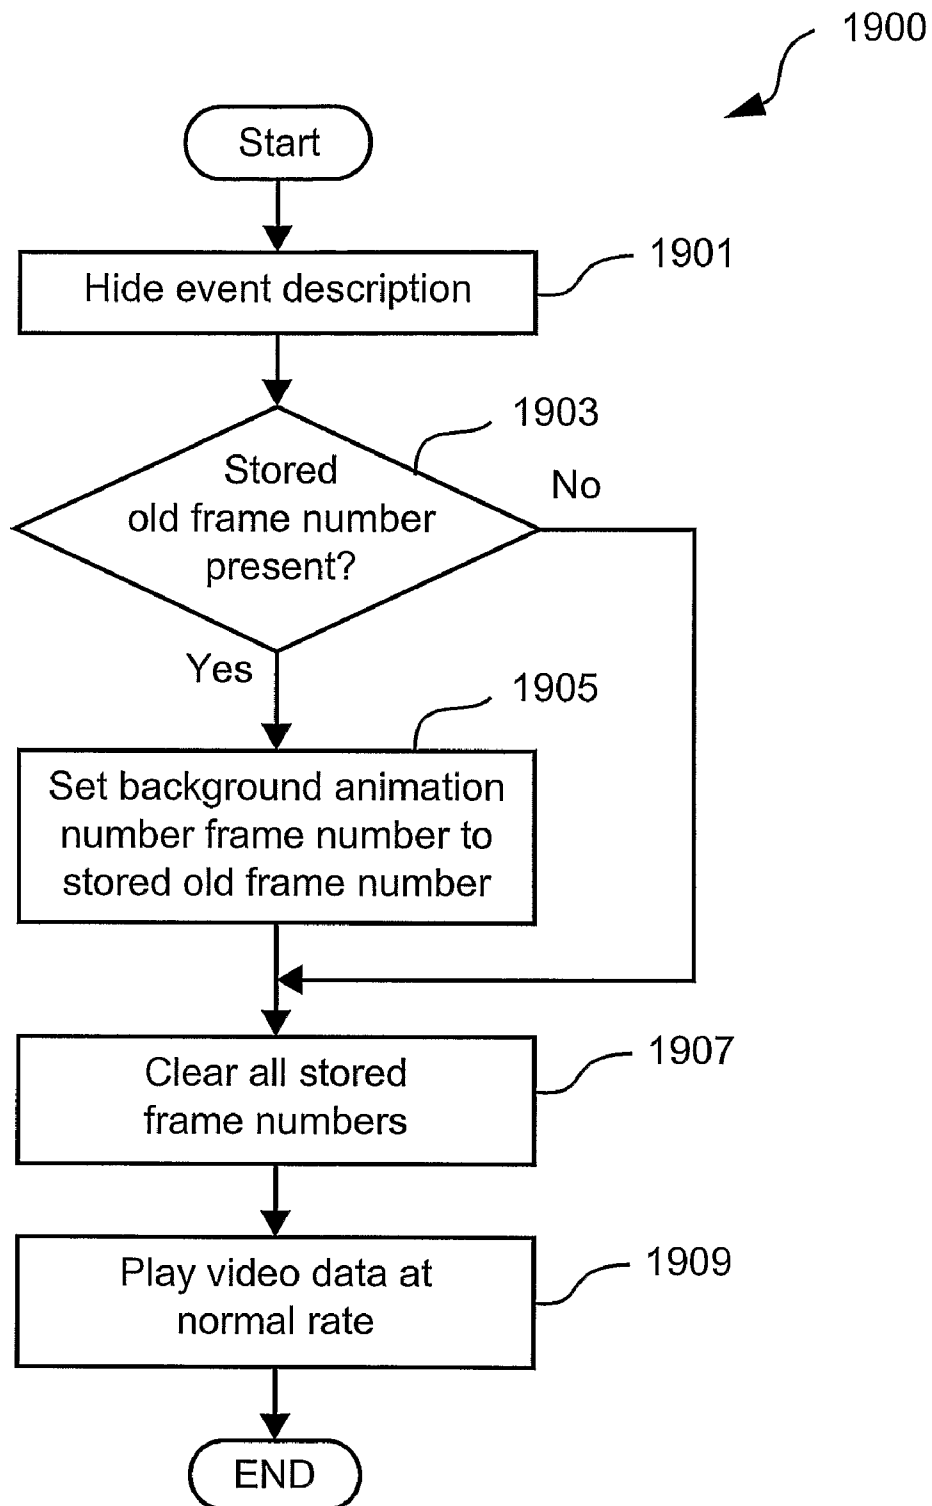 1900
Start
1901
Hide event description
1903
Stored
old frame number
present?
No
Yes
1905
Set background animation
number frame number to
stored old frame number
1907
Clear all stored
frame numbers
1909
Play video data at
normal rate
END